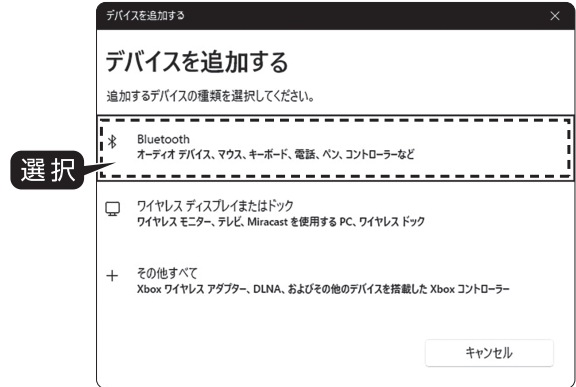 デバイスを追加する
デバイスを追加する
追加するデバイスの種類を選択してください。
Bluetooth
オーディオ デバイス、マウス、キーボード、電話、ペン、コントローラーなど
選択
ワイヤレス ディスプレイまたはドック
ワイヤレス モニター、テレビ、Miracast を使用する PC、ワイヤレス ドック
その他すべて
Xbox ワイヤレス アダプター、DLNA、およびその他のデバイスを搭載した Xbox コントローラー
キャンセル